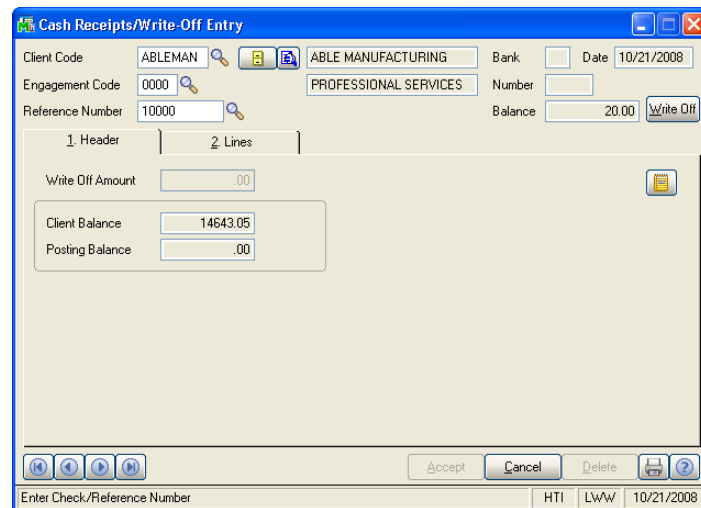 Cash Receipts/Write-Off Entry
Client Code ABLEMAN ABLE MANUFACTURING Bank Date 10/21/2008
Engagement Code 0000 PROFESSIONAL SERVICES Number
Reference Number 10000 Balance 20.00 Write Off
1. Header 2. Lines
Write Off Amount .00
Client Balance 14643.05
Posting Balance .00
Accept Cancel Delete
Enter Check/Reference Number HTI LWW 10/21/2008